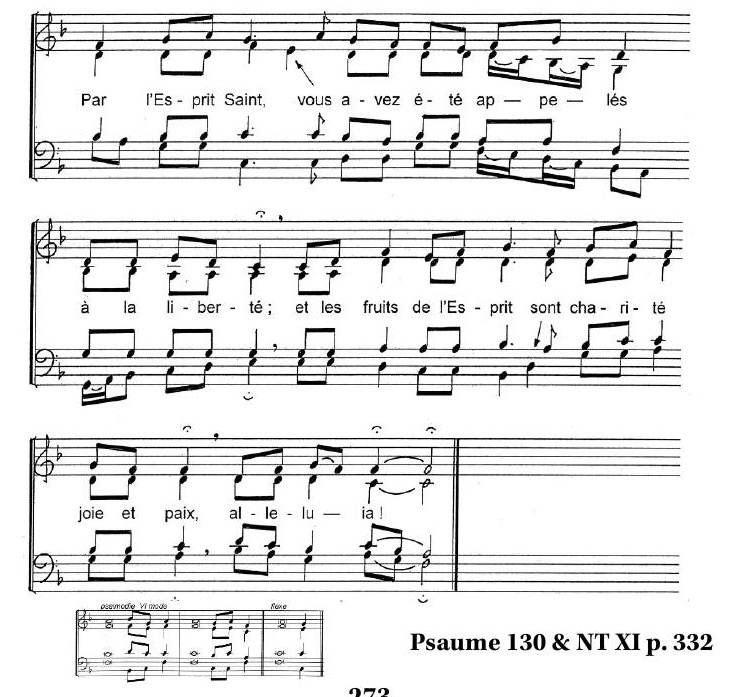 Par l'Es - prit Saint, vous a - vez é - té ap — pe — lés
à la li - ber - té ; et les fruits de l'Es - prit sont cha - ri - té
joie et paix, al - le - lu — ia !
psalmodie VI mode flexe
Psaume 130 & NT XI p. 332
273